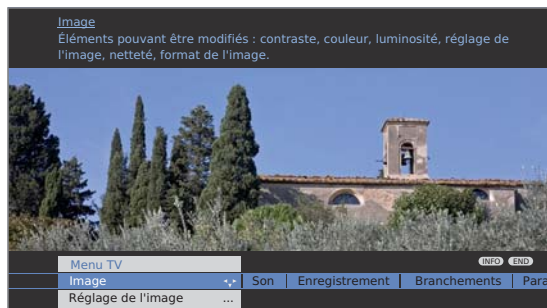 Image
Éléments pouvant être modifiés : contraste, couleur, luminosité, réglage de
l'image, netteté, format de l'image.
Menu TV
INFO END
Image Son Enregistrement Branchements Para
Réglage de l'image ...